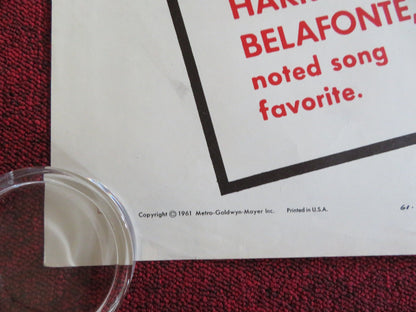 BELAFONTE,
noted song
favorite.
Copyright © 1961 Metro-Goldwyn-Mayer Inc. Printed in U.S.A.